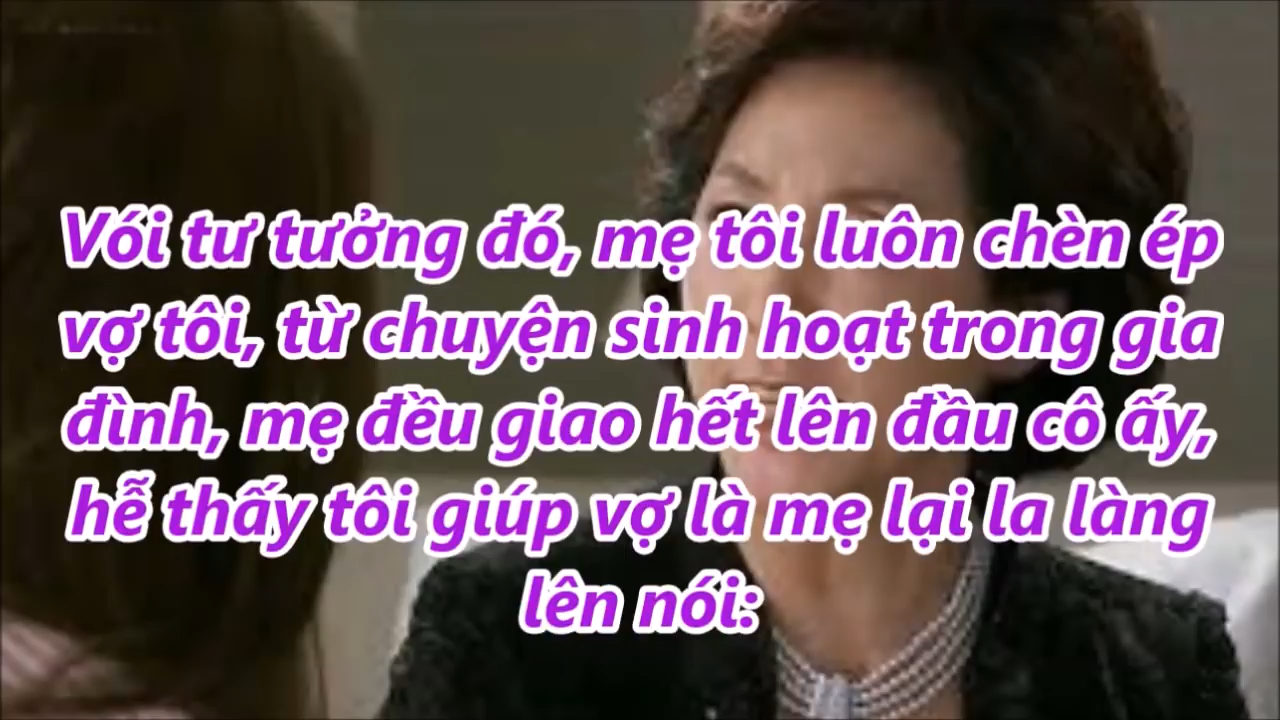 Với tư tưởng đó, mẹ tôi luôn chèn ép
vợ tôi, từ chuyện sinh hoạt trong gia
đình, mẹ đều giao hết lên đầu cô ấy,
hễ thấy tôi giúp vợ là mẹ lại la làng
lên nói: